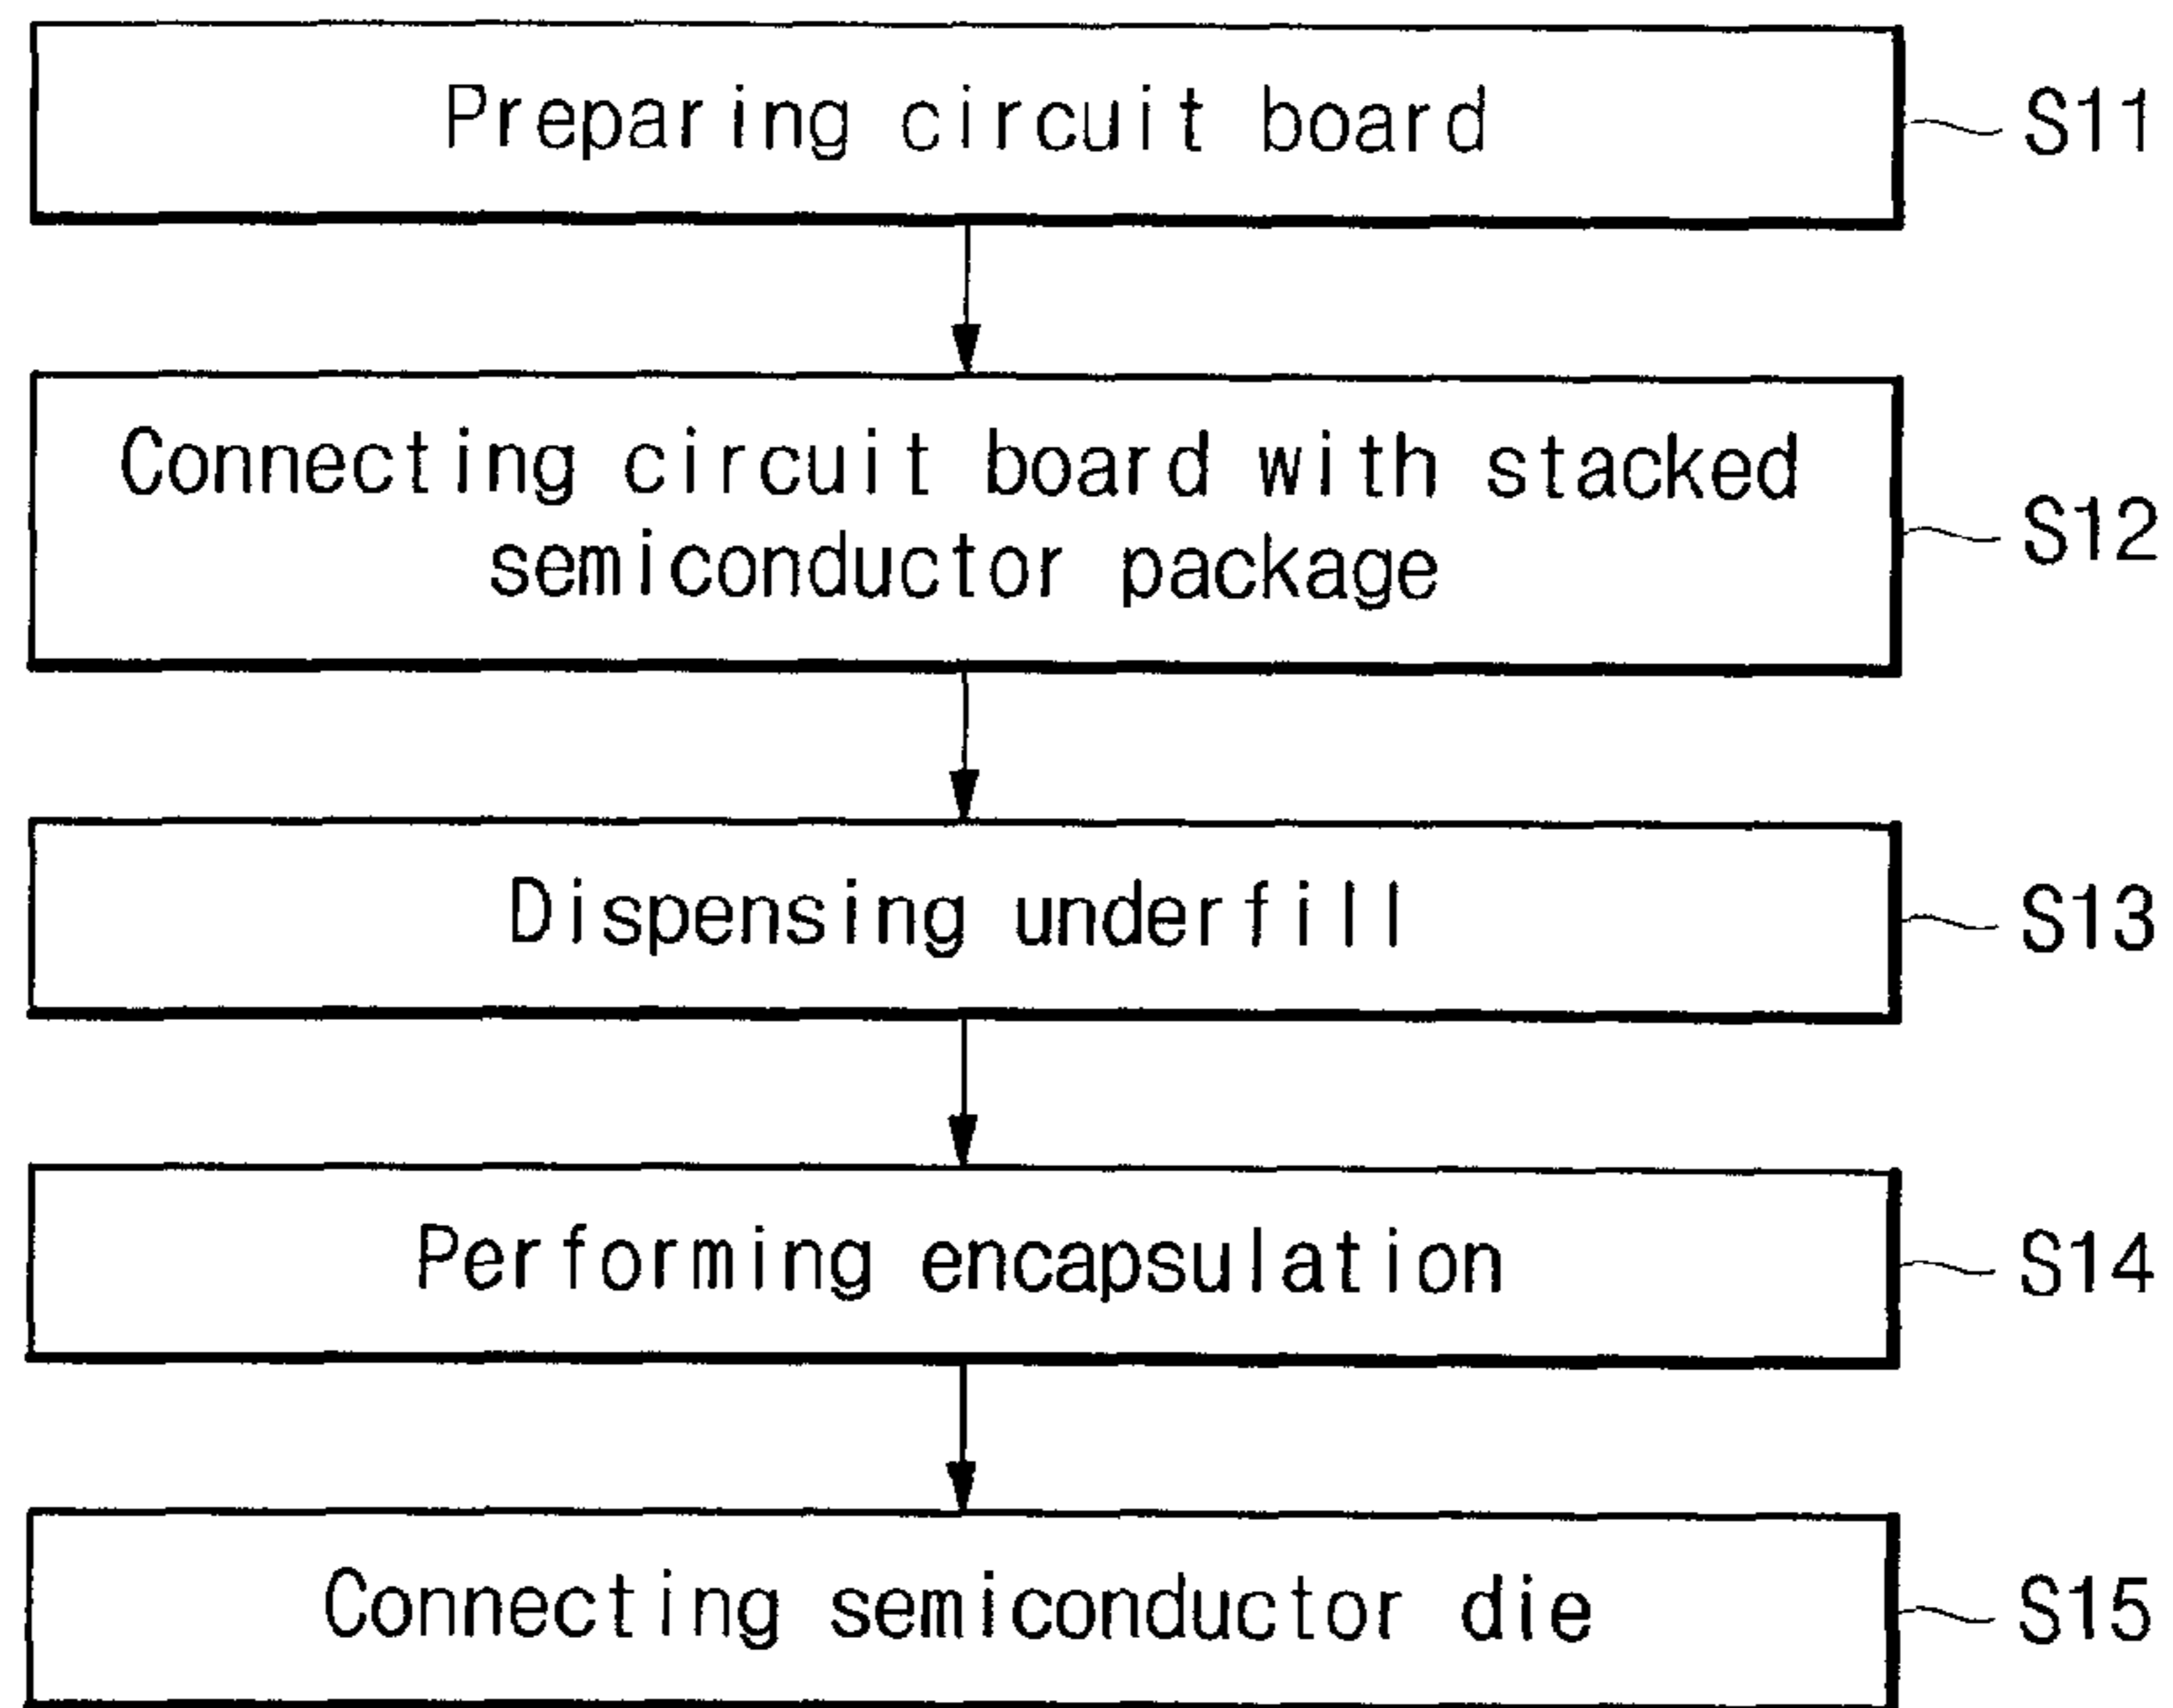 Preparing circuit board
S11
Connecting circuit board with stacked
semiconductor package
S12
Dispensing underfill
S13
Performing encapsulation
S14
Connecting semiconductor die
S15